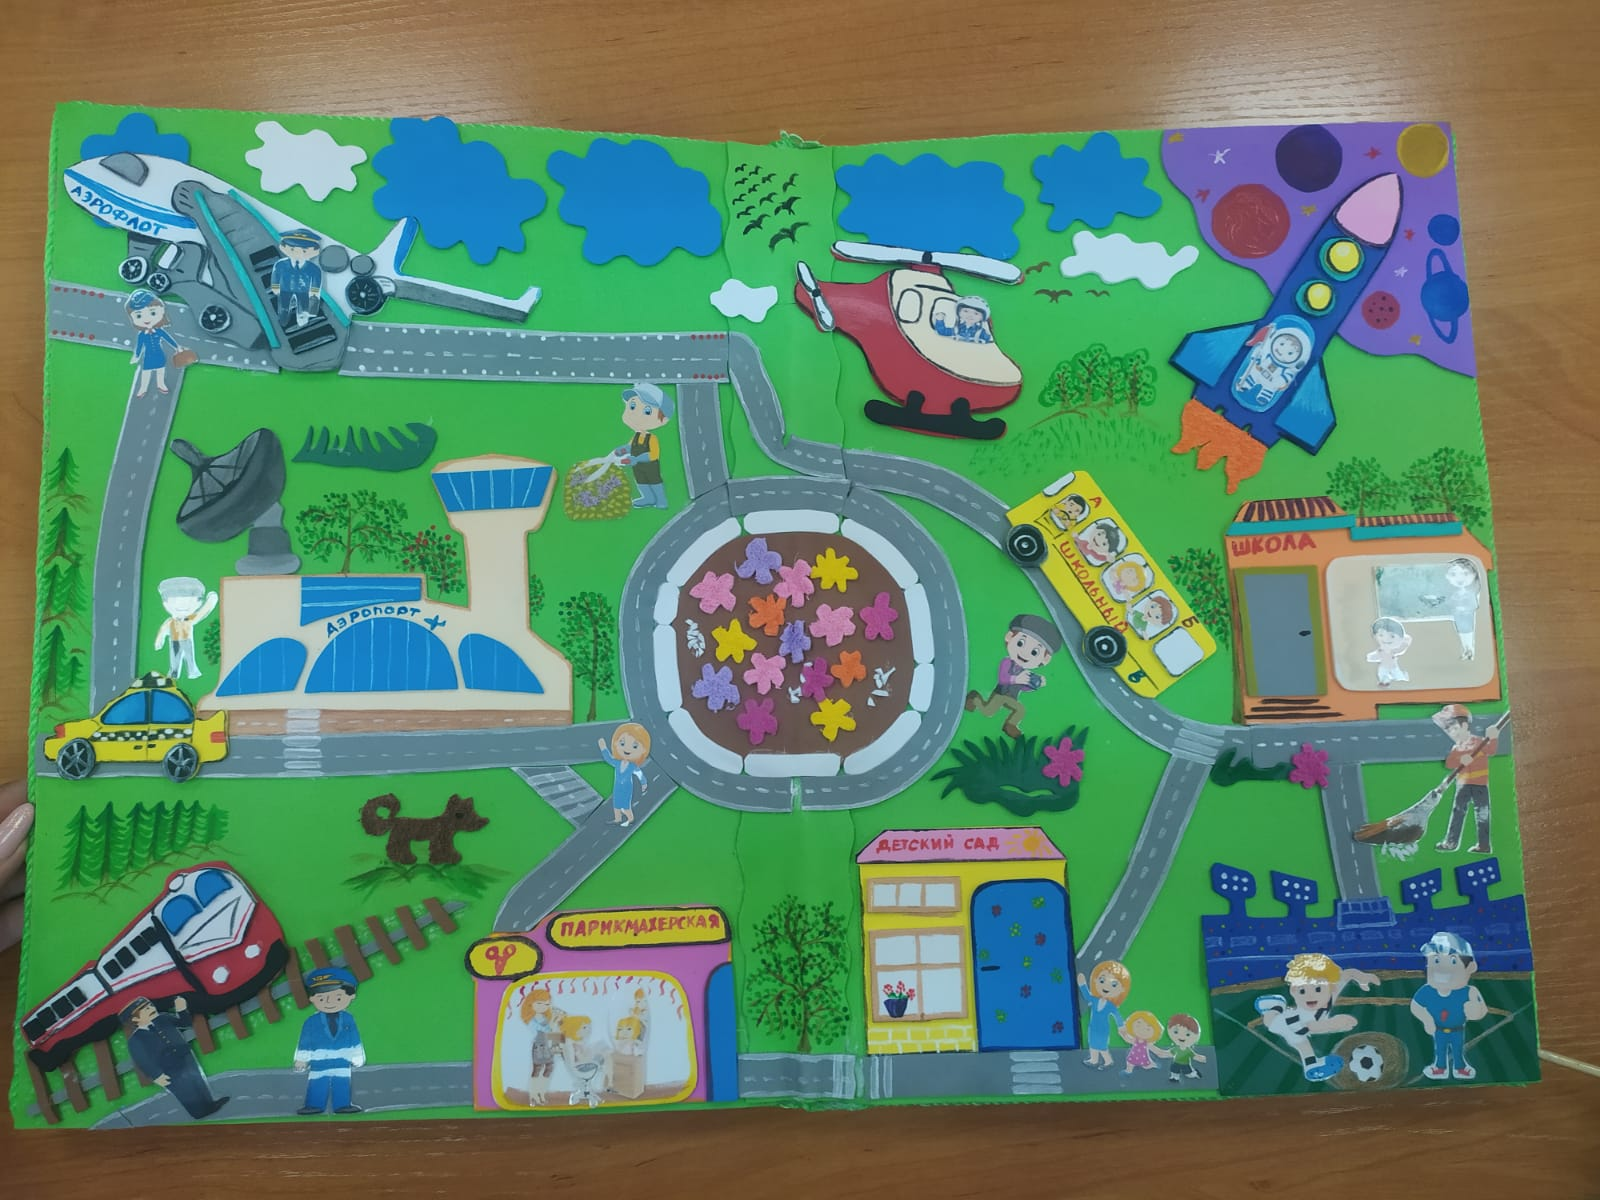 АЭРОФЛОТ
Аэропорт
А
ШКОЛЬНЫЙ
Б
В
ШКОЛА
ДЕТСКИЙ САД
ПАРИКМАХЕРСКАЯ